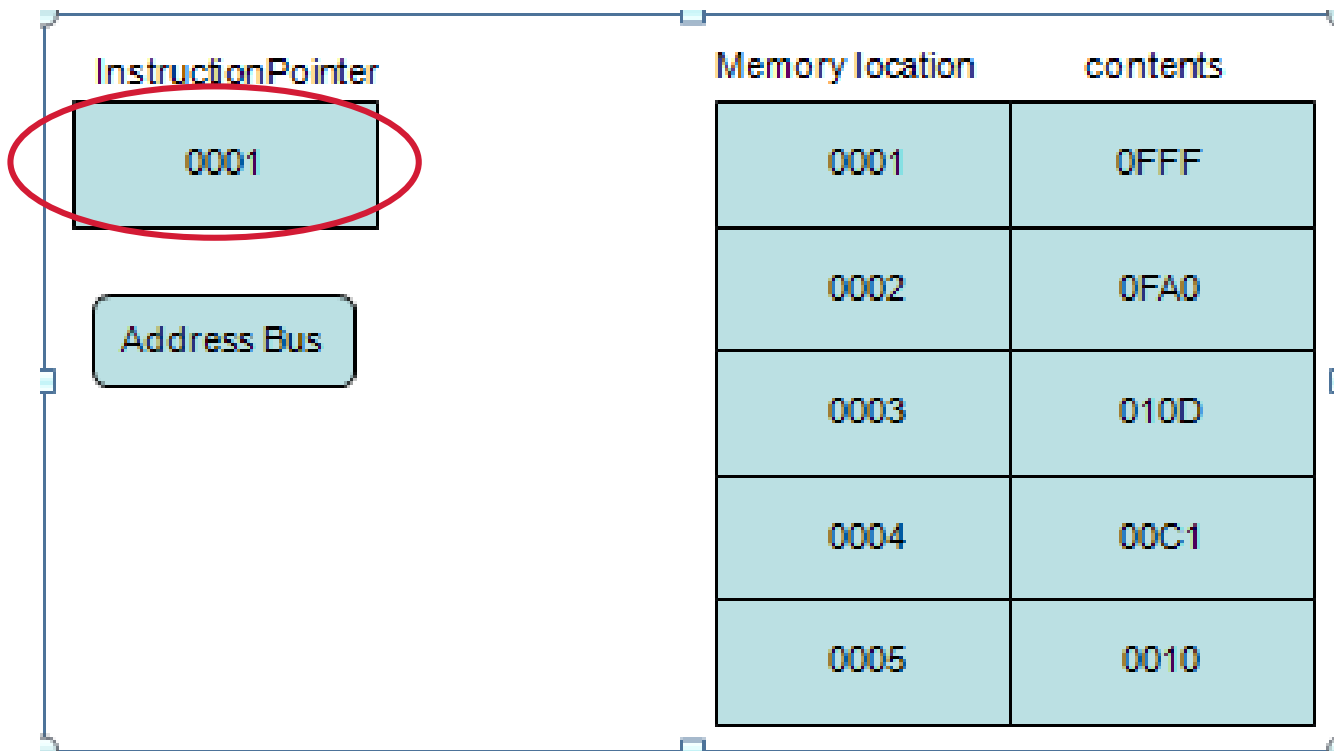 InstructionPointer
0001
Address Bus
Memory location contents
0001 0FFF
0002 0FA0
0003 010D
0004 00C1
0005 0010